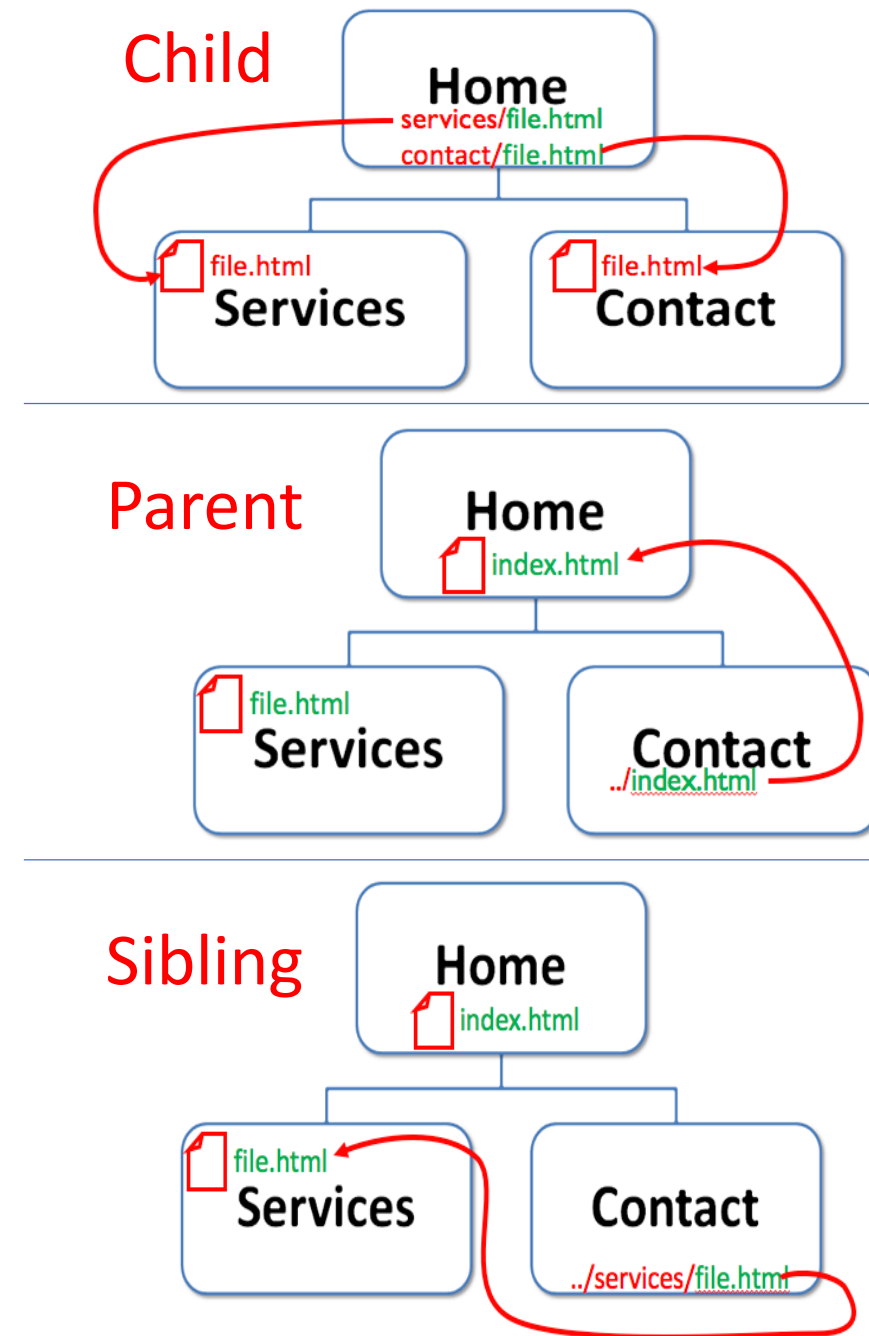 Child
Home
services/file.html
contact/file.html
file.html
Services
file.html
Contact
Parent
Home
index.html
file.html
Services
Contact
../index.html
Sibling
Home
index.html
file.html
Services
Contact
../services/file.html